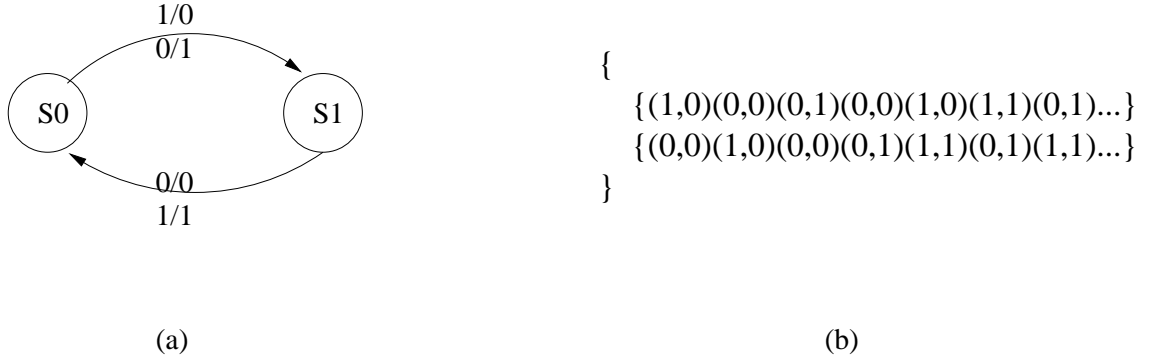 1/0
0/1
S0
S1
0/0
1/1
(a)
{
{(1,0)(0,0)(0,1)(0,0)(1,0)(1,1)(0,1)...}
{(0,0)(1,0)(0,0)(0,1)(1,1)(0,1)(1,1)...}
}
(b)